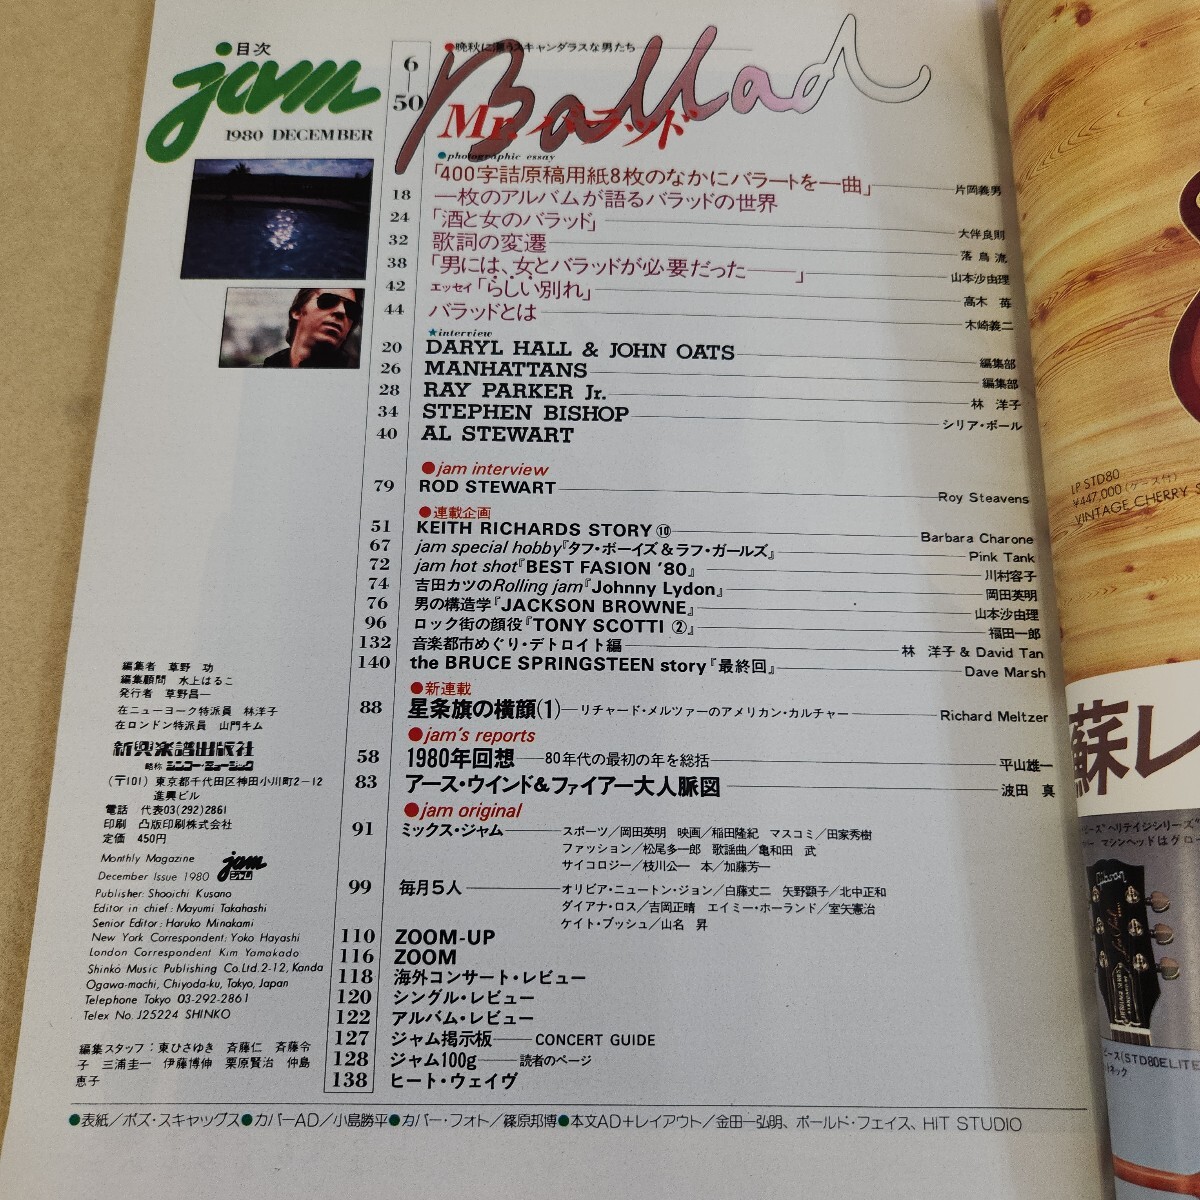 ●目次
jam
1980 DECEMBER
6
50
Ballad
Mr.バラッド
●photographic essay
「400字詰原稿用紙8枚のなかにバラードを一曲」 片岡義男
18 一枚のアルバムが語るバラッドの世界
24 「酒と女のバラッド」 大伴良則
32 歌詞の変遷 落鳥流
38 「男には、女とバラッドが必要だった——」 山本沙由理
42 エッセイ「らしい別れ」 高木苺
44 バラッドとは 木崎義二
★interview
20 DARYL HALL & JOHN OATS 編集部
26 MANHATTANS 編集部
28 RAY PARKER Jr. 林洋子
34 STEPHEN BISHOP シリア・ボール
40 AL STEWART
●jam interview
79 ROD STEWART Roy Steavens
●連載企画
51 KEITH RICHARDS STORY⑩ Barbara Charone
67 jam special hobby『タフ・ボーイズ&ラフ・ガールズ』 Pink Tank
72 jam hot shot『BEST FASION '80』 川村容子
74 吉田カツのRolling jam『Johnny Lydon』 岡田英明
76 男の構造学『JACKSON BROWNE』 山本沙由理
96 ロック街の顔役『TONY SCOTTI ②』 福田一郎
132 音楽都市めぐり・デトロイト編 林 洋子 & David Tan
140 the BRUCE SPRINGSTEEN story『最終回』 Dave Marsh
●新連載
88 星条旗の横顔(1)—リチャード・メルツァーのアメリカン・カルチャー Richard Meltzer
●jam's reports
58 1980年回想—80年代の最初の年を総括 平山雄一
83 アース・ウインド&ファイアー大人脈図 波田 真
●jam original
91 ミックス・ジャム スポーツ／岡田英明 映画／稲田隆紀 マスコミ／田家秀樹
ファッション／松尾多一郎 歌謡曲／亀和田 武
サイコロジー／枝川公一 本／加藤芳一
99 毎月5人 オリビア・ニュートン・ジョン／白藤丈二 矢野顕子／北中正和
ダイアナ・ロス／吉岡正晴 エイミー・ホーランド／室矢憲治
ケイト・ブッシュ／山名 昇
110 ZOOM-UP
116 ZOOM
118 海外コンサート・レビュー
120 シングル・レビュー
122 アルバム・レビュー
127 ジャム掲示板 CONCERT GUIDE
128 ジャム100g 読者のページ
138 ヒート・ウェイヴ
編集者 草野 功
編集顧問 水上はるこ
発行者 草野昌一
在ニューヨーク特派員 林洋子
在ロンドン特派員 山門キム
新興楽譜出版社
略称 シンコー・ミュージック
(〒101) 東京都千代田区神田小川町2-12
進興ビル
電話 代表03(292)2861
印刷 凸版印刷株式会社
定価 450円
Monthly Magazine jam
December Issue 1980 ジャム
Publisher: Shooichi Kusano
Editor in chief: Mayumi Takahashi
Senior Editor: Haruko Minakami
New York Correspondent: Yoko Hayashi
London Correspondent Kim Yamakado
Shinko Music Publishing Co.Ltd.2-12, Kanda
Ogawa-machi, Chiyoda-ku, Tokyo, Japan
Telephone Tokyo 03-292-2861
Telex No. J25224 SHINKO
編集スタッフ：東ひさゆき 斉藤仁 斉藤令
子 三浦圭一 伊藤博伸 栗原賢治 仲島
恵子
●表紙／ボズ・スキャッグス●カバーAD／小島勝平●カバー・フォト／篠原邦博●本文AD+レイアウト／金田一弘明、ボールド・フェイス、HIT STUDIO
LP STD80
¥447,000(ケース付)
VINTAGE CHERRY S
蘇レ
Gibson